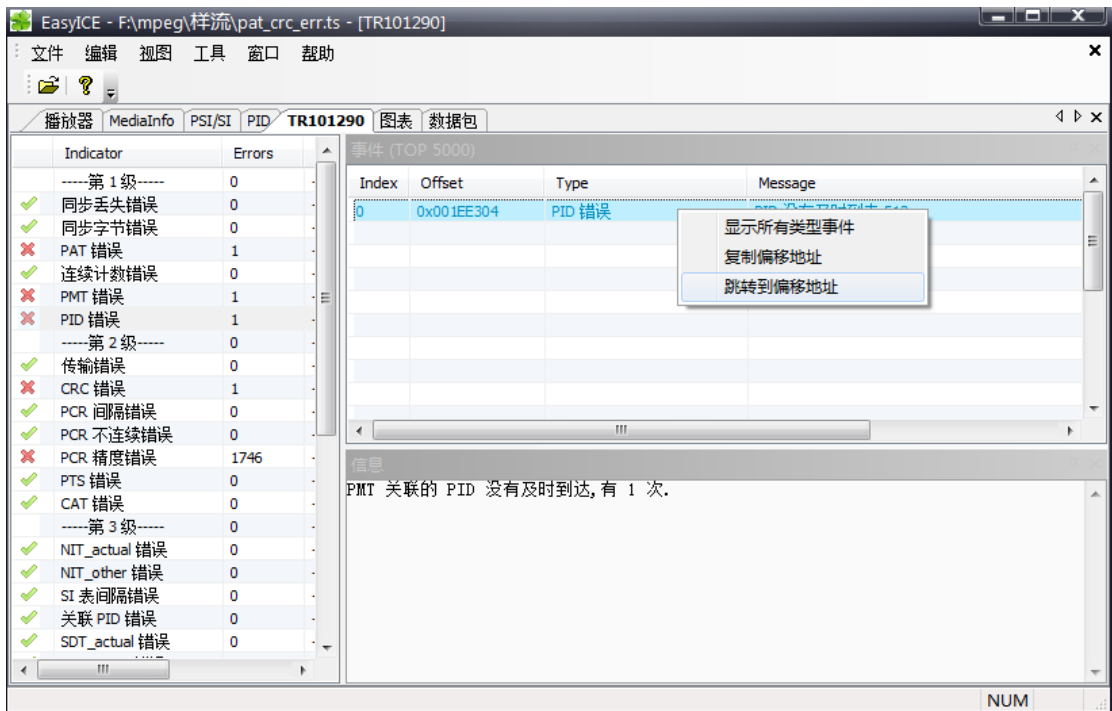 EasyICE - F:\mpeg\样流\pat_crc_err.ts - [TR101290]
文件 编辑 视图 工具 窗口 帮助
播放器 MediaInfo PSI/SI PID TR101290 图表 数据包
Indicator Errors
-----第 1 级----- 0
同步丢失错误 0
同步字节错误 0
PAT 错误 1
连续计数错误 0
PMT 错误 1
PID 错误 1
-----第 2 级----- 0
传输错误 0
CRC 错误 1
PCR 间隔错误 0
PCR 不连续错误 0
PCR 精度错误 1746
PTS 错误 0
CAT 错误 0
-----第 3 级----- 0
NIT_actual 错误 0
NIT_other 错误 0
SI 表间隔错误 0
关联 PID 错误 0
SDT_actual 错误 0
事件 (TOP 5000)
Index Offset Type Message
0 0x001EE304 PID 错误
显示所有类型事件
复制偏移地址
跳转到偏移地址
信息
PMT 关联的 PID 没有及时到达,有 1 次.
NUM